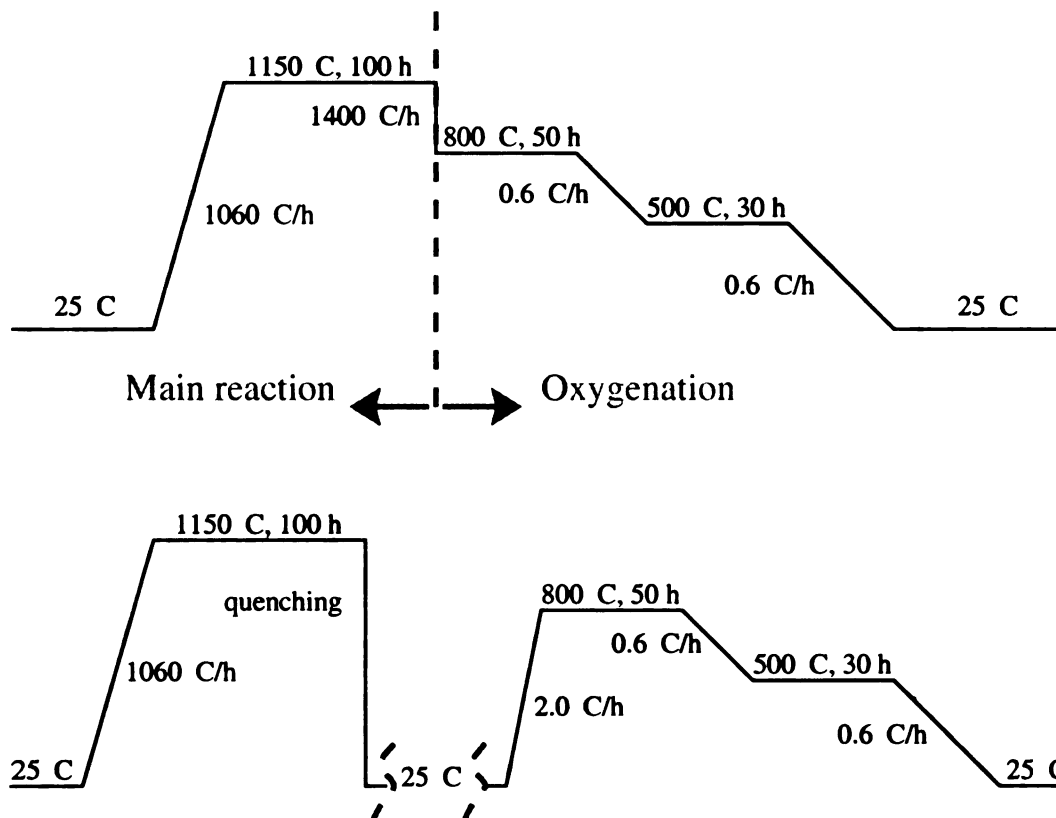 1150 C, 100 h
1400 C/h
800 C, 50 h
0.6 C/h
1060 C/h
500 C, 30 h
0.6 C/h
25 C
25 C
Main reaction
Oxygenation
1150 C, 100 h
quenching
800 C, 50 h
0.6 C/h
1060 C/h
500 C, 30 h
2.0 C/h
0.6 C/h
25 C
25 C
25 C